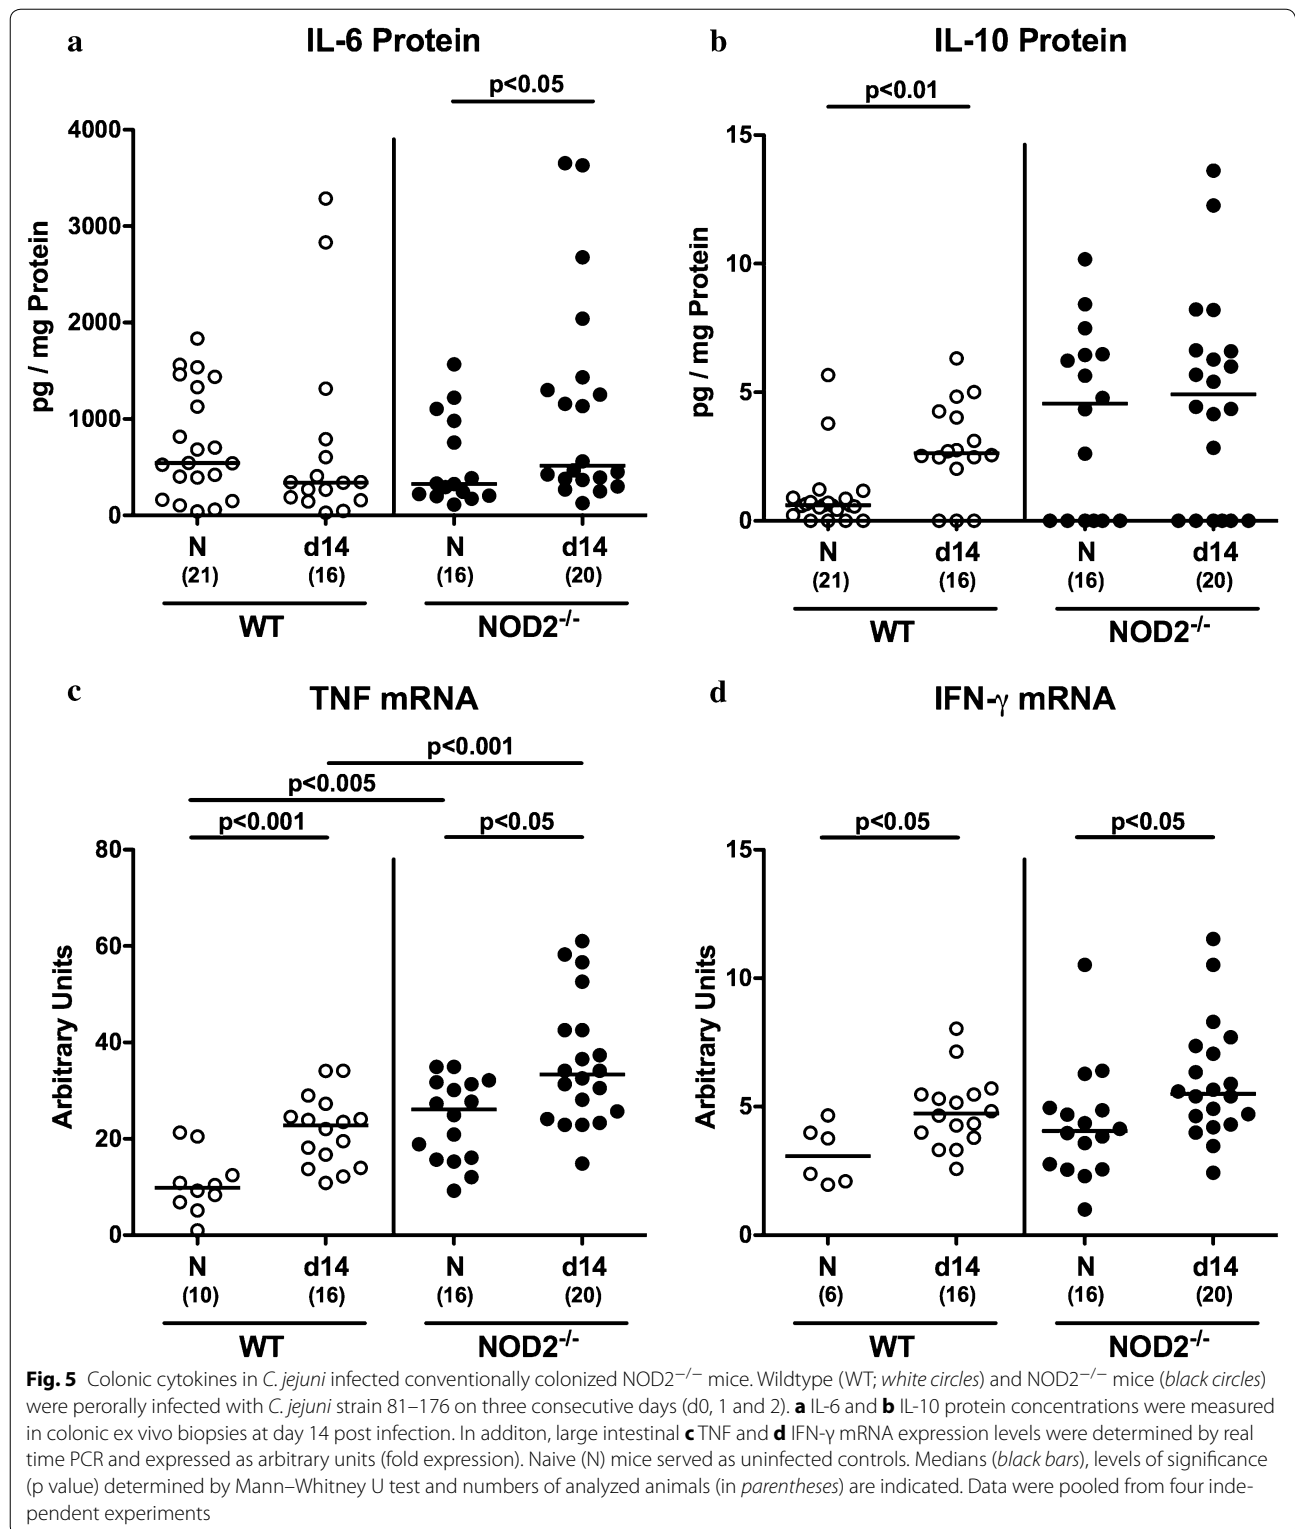 a
IL-6 Protein
p<0.05
4000
3000
2000
1000
0
pg / mg Protein
N
d14
N
d14
(21)
(16)
(16)
(20)
WT
NOD2-/-
b
IL-10 Protein
p<0.01
15
10
5
0
pg / mg Protein
N
d14
N
d14
(21)
(16)
(16)
(20)
WT
NOD2-/-
c
TNF mRNA
p<0.001
p<0.005
p<0.001
p<0.05
80
60
40
20
0
Arbitrary Units
N
d14
N
d14
(10)
(16)
(16)
(20)
WT
NOD2-/-
d
IFN-γ mRNA
p<0.05
p<0.05
15
10
5
0
Arbitrary Units
N
d14
N
d14
(6)
(16)
(16)
(20)
WT
NOD2-/-
Fig. 5 Colonic cytokines in C. jejuni infected conventionally colonized NOD2−/− mice. Wildtype (WT; white circles) and NOD2−/− mice (black circles)
were perorally infected with C. jejuni strain 81–176 on three consecutive days (d0, 1 and 2). a IL-6 and b IL-10 protein concentrations were measured
in colonic ex vivo biopsies at day 14 post infection. In additon, large intestinal c TNF and d IFN-γ mRNA expression levels were determined by real
time PCR and expressed as arbitrary units (fold expression). Naive (N) mice served as uninfected controls. Medians (black bars), levels of significance
(p value) determined by Mann–Whitney U test and numbers of analyzed animals (in parentheses) are indicated. Data were pooled from four inde-
pendent experiments